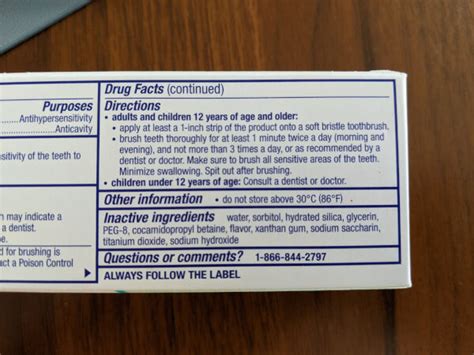 Purposes
Antihypersensitivity
Anticavity
sitivity of the teeth to
h may indicate a
a dentist.
e.
d for brushing is
act a Poison Control
Drug Facts (continued)
Directions
• adults and children 12 years of age and older:
• apply at least a 1-inch strip of the product onto a soft bristle toothbrush.
• brush teeth thoroughly for at least 1 minute twice a day (morning and
evening), and not more than 3 times a day, or as recommended by a
dentist or doctor. Make sure to brush all sensitive areas of the teeth.
Minimize swallowing. Spit out after brushing.
• children under 12 years of age: Consult a dentist or doctor.
Other information • do not store above 30°C (86°F)
Inactive ingredients water, sorbitol, hydrated silica, glycerin,
PEG-8, cocamidopropyl betaine, flavor, xanthan gum, sodium saccharin,
titanium dioxide, sodium hydroxide
Questions or comments? 1-866-844-2797
ALWAYS FOLLOW THE LABEL